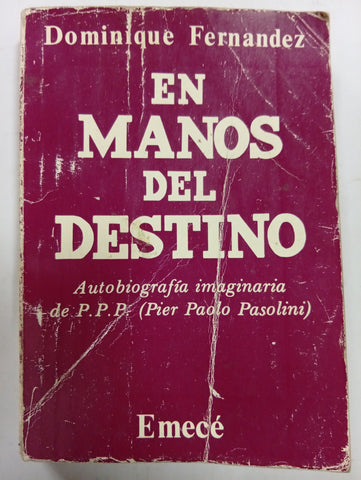 Dominique Fernandez
EN
MANOS
DEL
DESTINO
Autobiografía imaginaria
de P.P.P. (Pier Paolo Pasolini)
Emecé